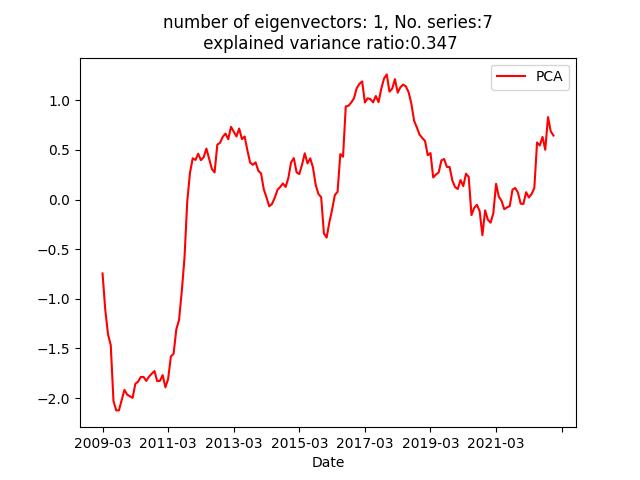 number of eigenvectors: 1, No. series:7
explained variance ratio:0.347
PCA
1.0
0.5
0.0
−0.5
−1.0
−1.5
−2.0
2009-03 2011-03 2013-03 2015-03 2017-03 2019-03 2021-03
Date